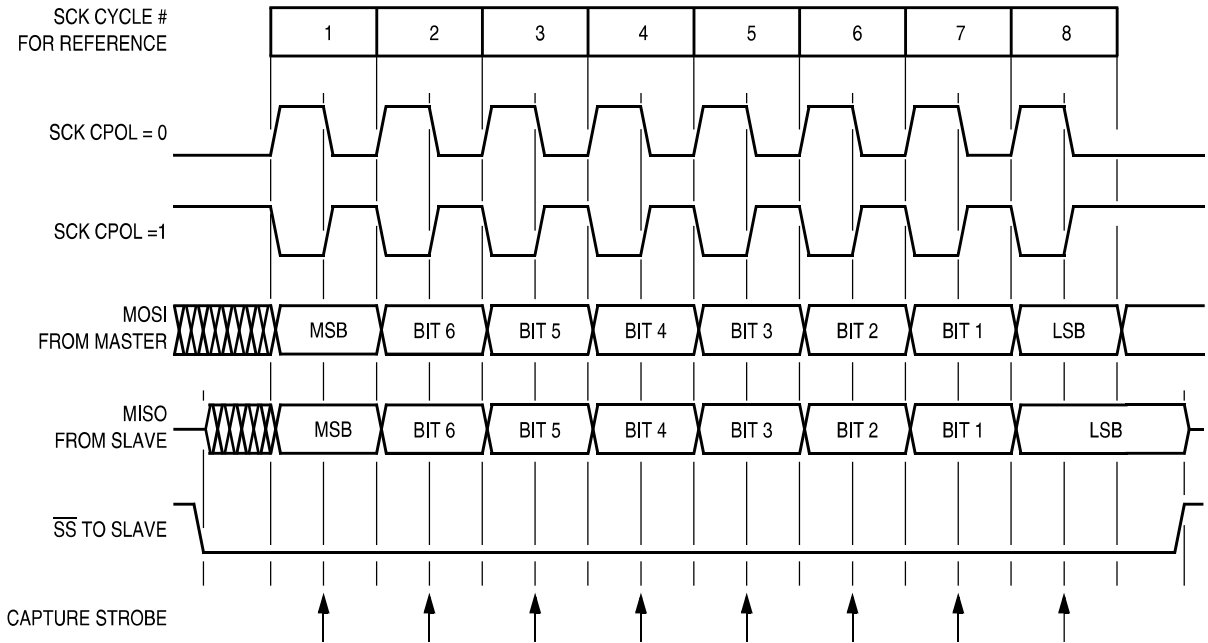 SCK CYCLE #
FOR REFERENCE
1 2 3 4 5 6 7 8
SCK CPOL = 0
SCK CPOL =1
MOSI
FROM MASTER
MSB BIT 6 BIT 5 BIT 4 BIT 3 BIT 2 BIT 1 LSB
MISO
FROM SLAVE
MSB BIT 6 BIT 5 BIT 4 BIT 3 BIT 2 BIT 1 LSB
S̅S̅ TO SLAVE
CAPTURE STROBE